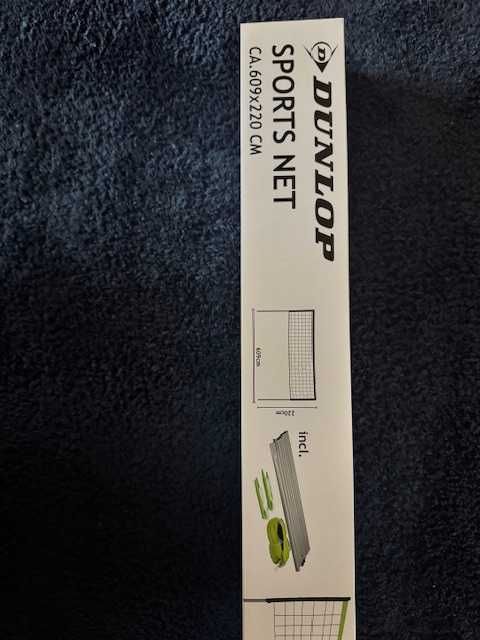 DUNLOP
SPORTS NET
CA.609x220 CM
609cm
220cm
incl.